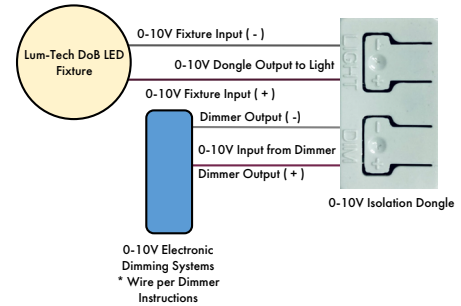 0-10V Fixture Input ( - )
Lum-Tech DoB LED
Fixture
0-10V Dongle Output to Light
0-10V Fixture Input ( + )
LIGHT
- +
Dimmer Output ( -)
0-10V Input from Dimmer
Dimmer Output ( + )
DIM
- +
0-10V Isolation Dongle
0-10V Electronic
Dimming Systems
* Wire per Dimmer
Instructions